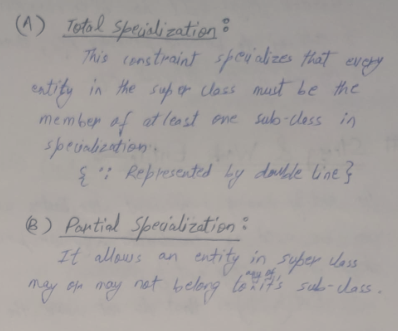 (A) Total Specialization:
This constraint specializes that every
entity in the super class must be the
member of at least one sub-class in
specialization.
{ ∵ Represented by double line}
(B) Partial Specialization:
It allows an entity in super class
may or may not belong to any of it's sub-class.